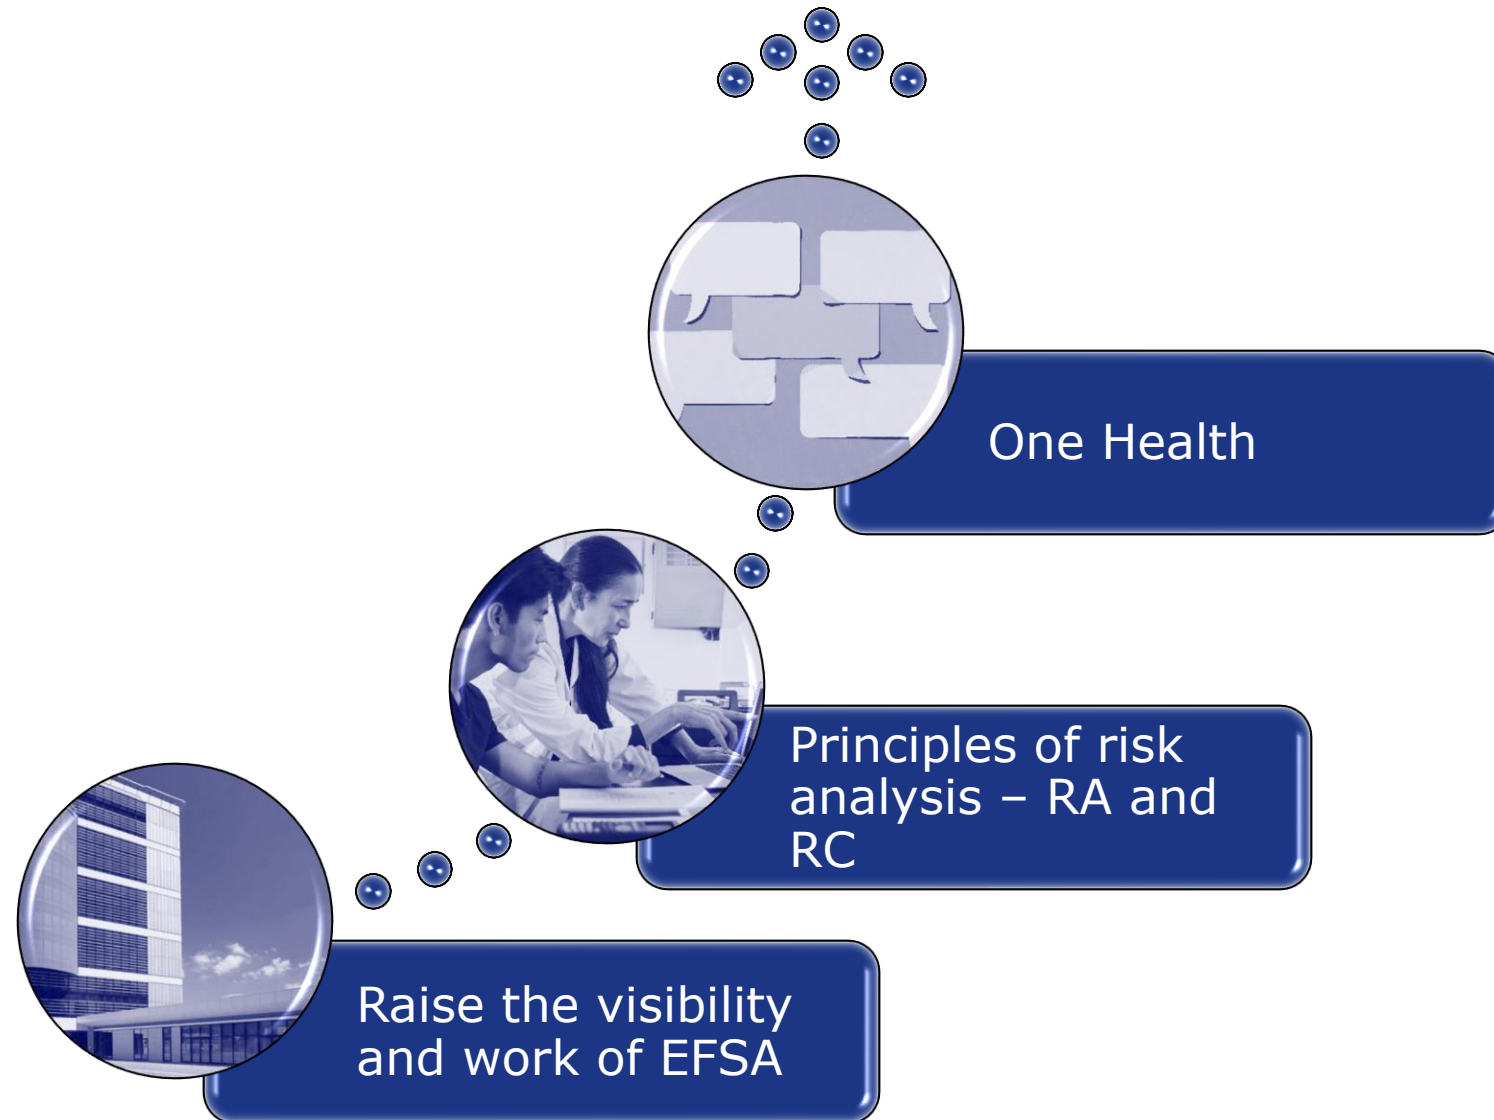 One Health
Principles of risk
analysis – RA and
RC
Raise the visibility
and work of EFSA